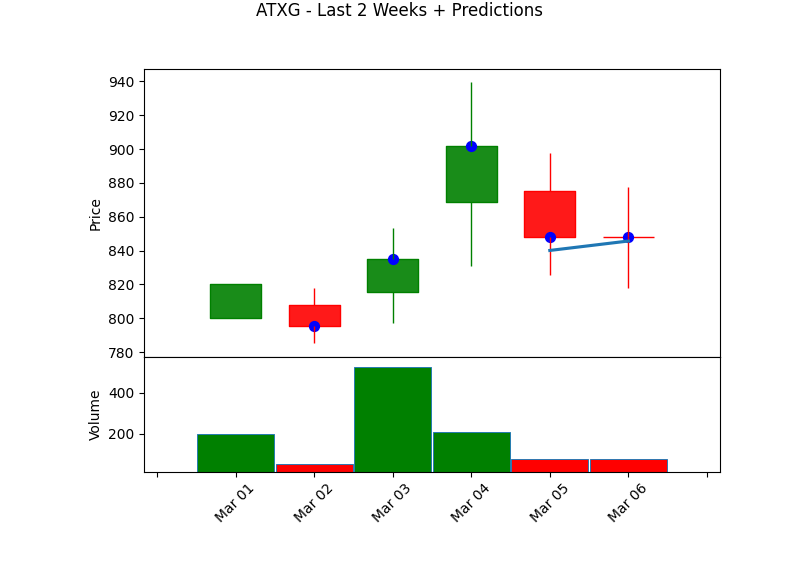 ATXG - Last 2 Weeks + Predictions
Price
940
920
900
880
860
840
820
800
780
Volume
400
200
Mar 01
Mar 02
Mar 03
Mar 04
Mar 05
Mar 06